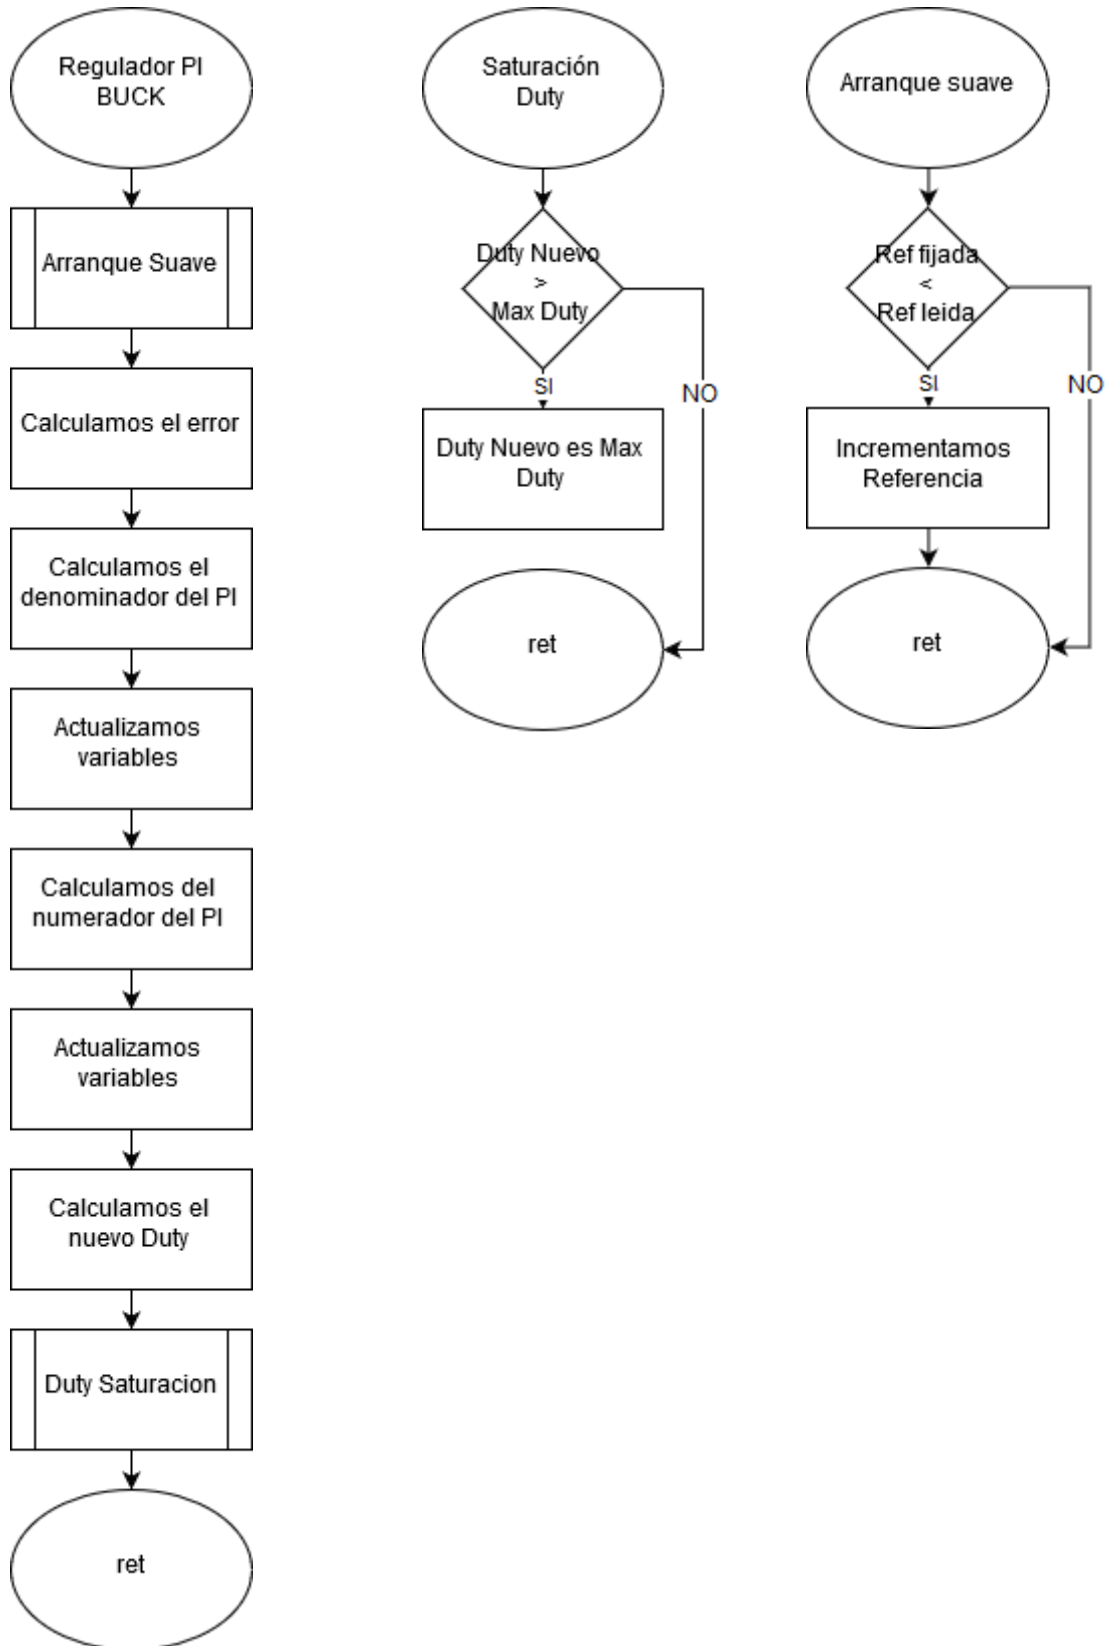 Regulador PI
BUCK
Arranque Suave
Calculamos el error
Calculamos el
denominador del PI
Actualizamos
variables
Calculamos del
numerador del PI
Actualizamos
variables
Calculamos el
nuevo Duty
Duty Saturacion
ret
Saturación
Duty
Duty Nuevo
>
Max Duty
SI
NO
Duty Nuevo es Max
Duty
ret
Arranque suave
Ref fijada
<
Ref leida
SI
NO
Incrementamos
Referencia
ret